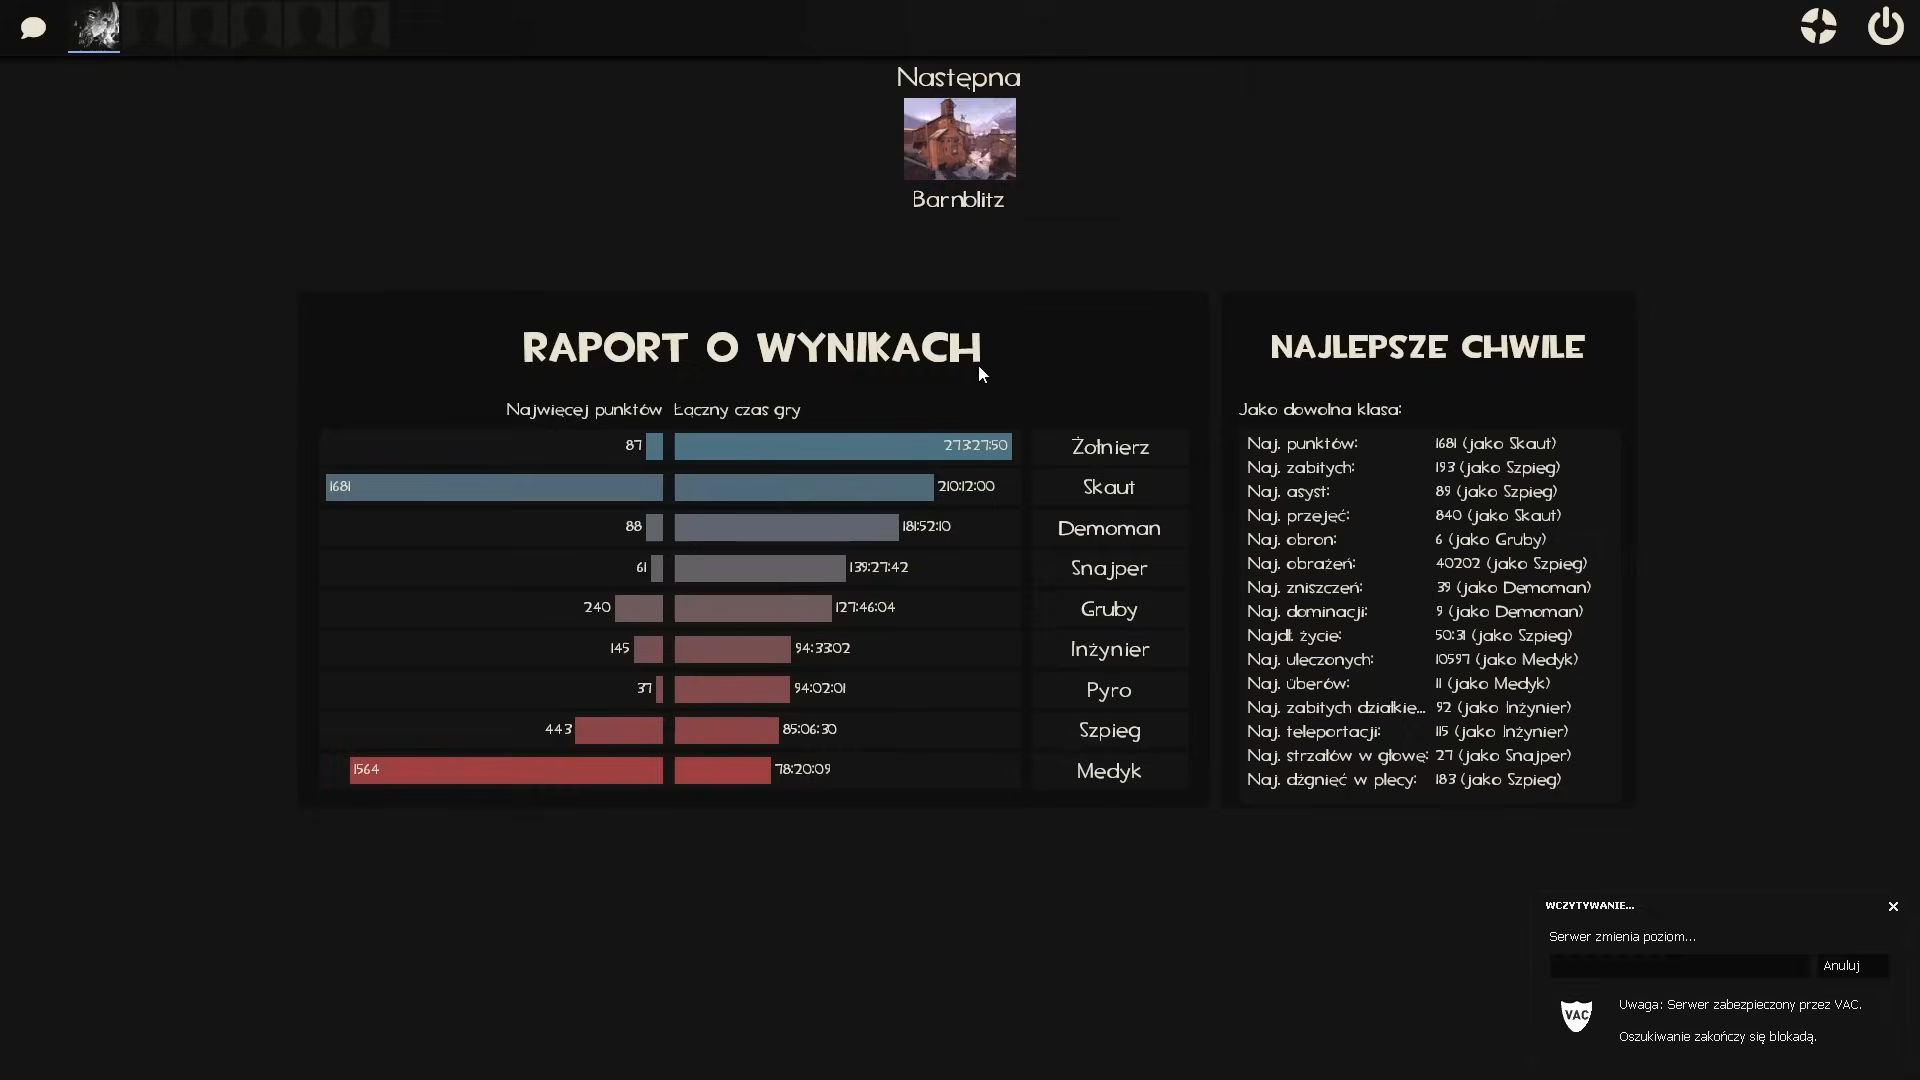 Następna
Barnblitz
RAPORT O WYNIKACH
Najwięcej punktów Łączny czas gry
87 273:27:50 Żołnierz
1681 210:12:00 Skaut
88 181:52:10 Demoman
61 139:27:42 Snajper
240 127:46:04 Gruby
145 94:33:02 Inżynier
37 94:02:01 Pyro
443 85:06:30 Szpieg
1564 78:20:09 Medyk
NAJLEPSZE CHWILE
Jako dowolna klasa:
Naj. punktów: 1681 (jako Skaut)
Naj. zabitych: 193 (jako Szpieg)
Naj. asyst: 89 (jako Szpieg)
Naj. przejęć: 840 (jako Skaut)
Naj. obron: 6 (jako Gruby)
Naj. obrażeń: 40202 (jako Szpieg)
Naj. zniszczeń: 39 (jako Demoman)
Naj. dominacji: 9 (jako Demoman)
Najdł. życie: 50:31 (jako Szpieg)
Naj. uleczonych: 10597 (jako Medyk)
Naj. überów: 11 (jako Medyk)
Naj. zabitych działkie... 92 (jako Inżynier)
Naj. teleportacji: 115 (jako Inżynier)
Naj. strzałów w głowę: 27 (jako Snajper)
Naj. dźgnięć w plecy: 183 (jako Szpieg)
WCZYTYWANIE...
Serwer zmienia poziom...
Anuluj
VAC
Uwaga: Serwer zabezpieczony przez VAC.
Oszukiwanie zakończy się blokadą.